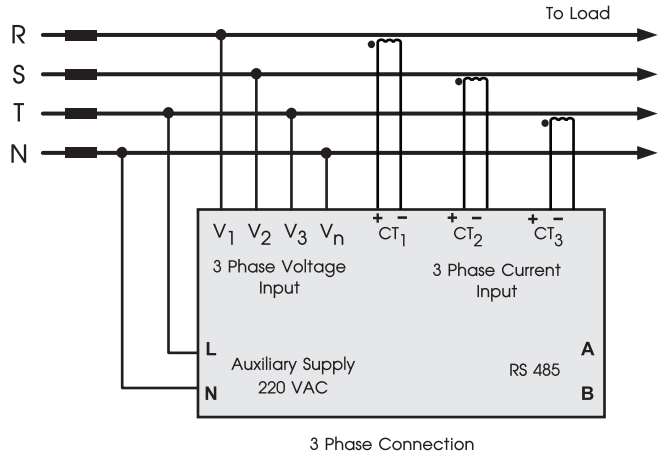 To Load
R
S
T
N
+ − + − + −
V1 V2 V3 Vn CT1 CT2 CT3
3 Phase Voltage
Input
3 Phase Current
Input
L
Auxiliary Supply
220 VAC
N
RS 485
A
B
3 Phase Connection